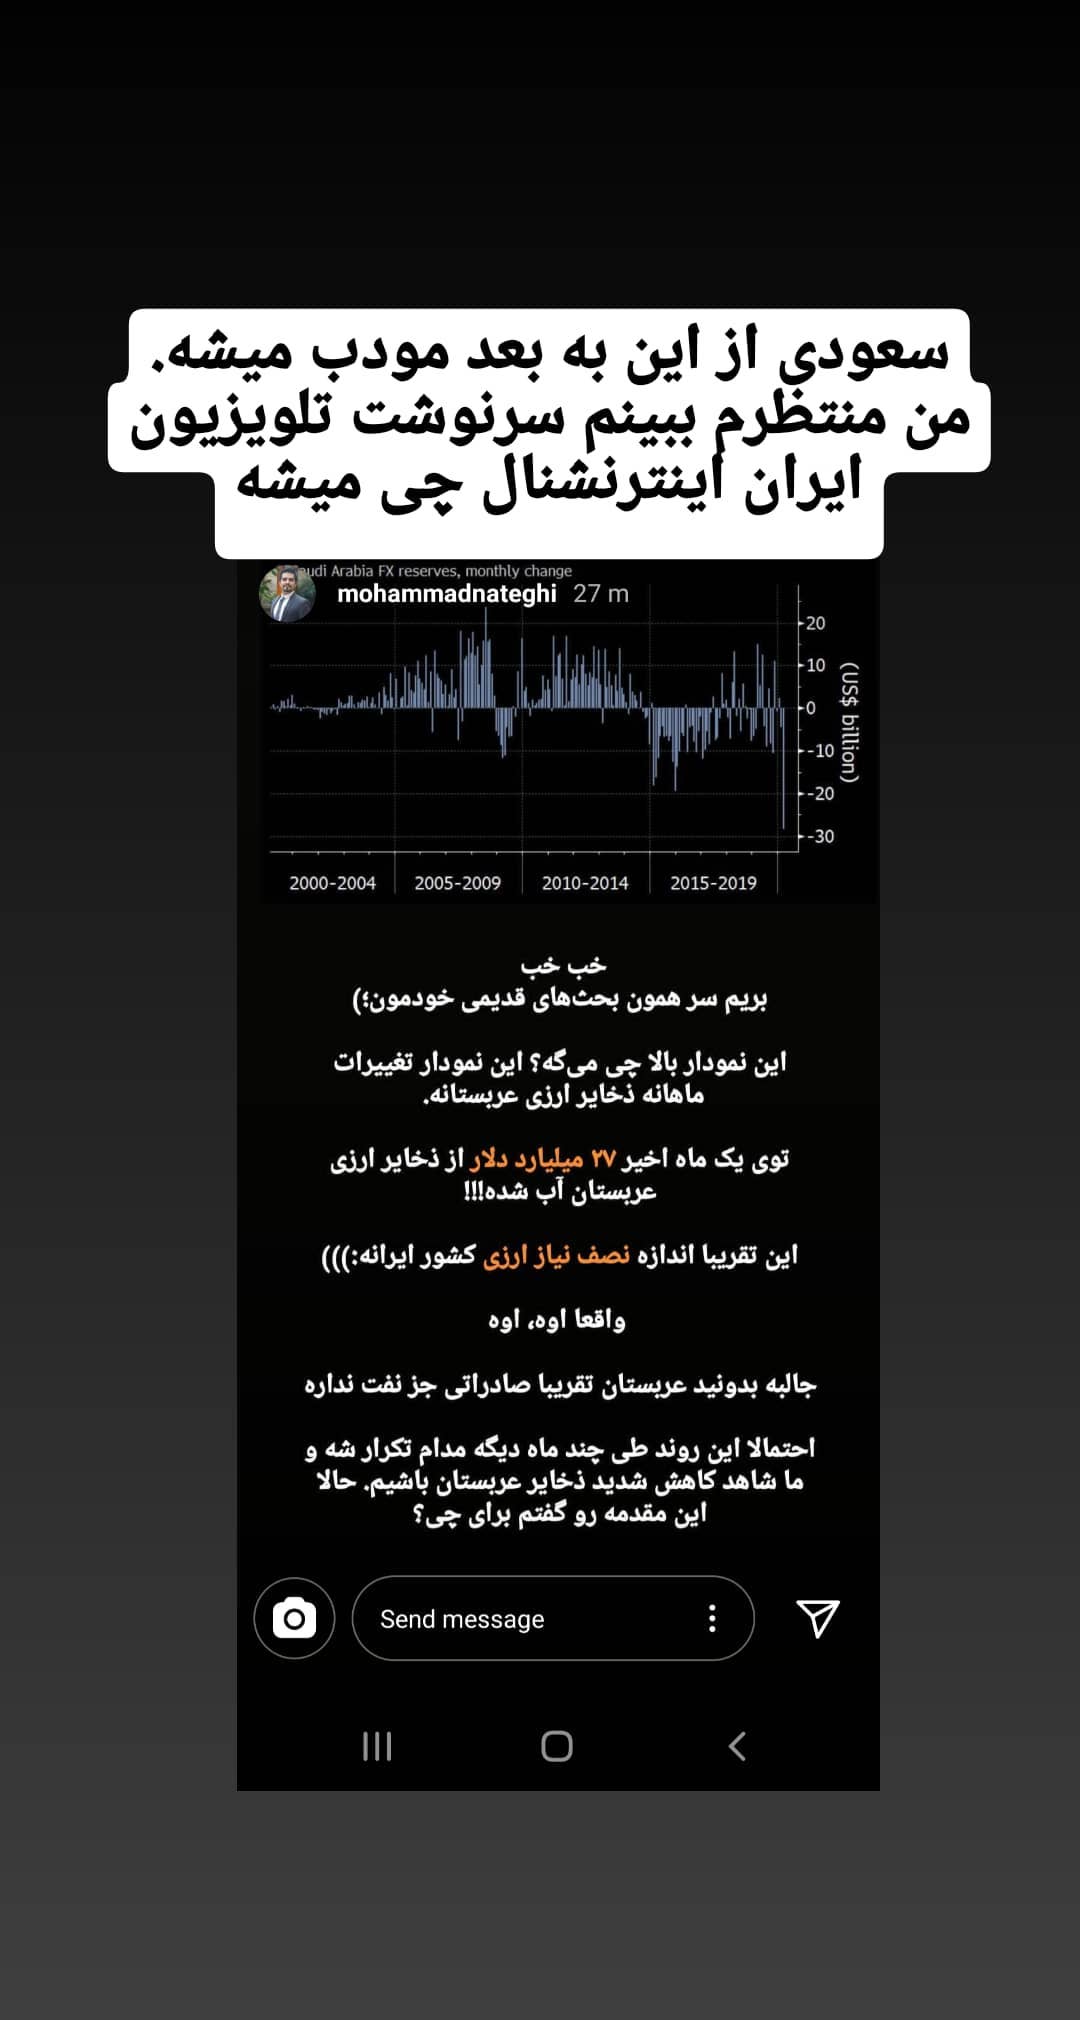 سعودی از این به بعد مودب میشه.
من منتظرم ببینم سرنوشت تلویزیون
ایران اینترنشنال چی میشه
udi Arabia FX reserves, monthly change
mohammadnateghi 27 m
20
10
0
-10
-20
-30
(US$ billion)
2000-2004 2005-2009 2010-2014 2015-2019
خب خب
بریم سر همون بحث‌های قدیمی خودمون؛)
این نمودار بالا چی می‌گه؟ این نمودار تغییرات
ماهانه ذخایر ارزی عربستانه.
توی یک ماه اخیر ۲۷ میلیارد دلار از ذخایر ارزی
عربستان آب شده!!!
این تقریبا اندازه نصف نیاز ارزی کشور ایرانه:)))
واقعا اوه، اوه
جالبه بدونید عربستان تقریبا صادراتی جز نفت نداره
احتمالا این روند طی چند ماه دیگه مدام تکرار شه و
ما شاهد کاهش شدید ذخایر عربستان باشیم. حالا
این مقدمه رو گفتم برای چی؟
Send message